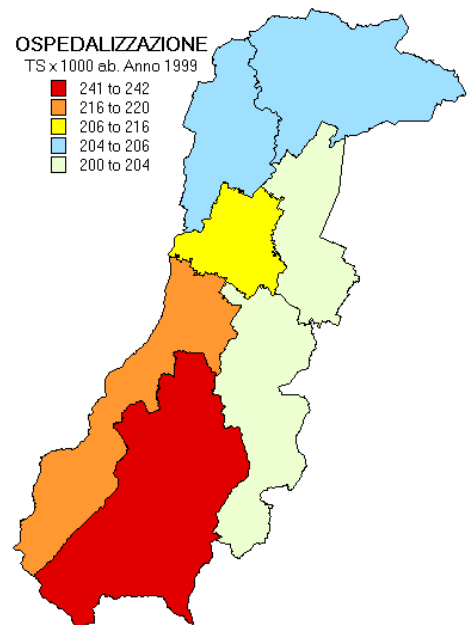 OSPEDALIZZAZIONE
TS x 1000 ab. Anno 1999
241 to 242
216 to 220
206 to 216
204 to 206
200 to 204